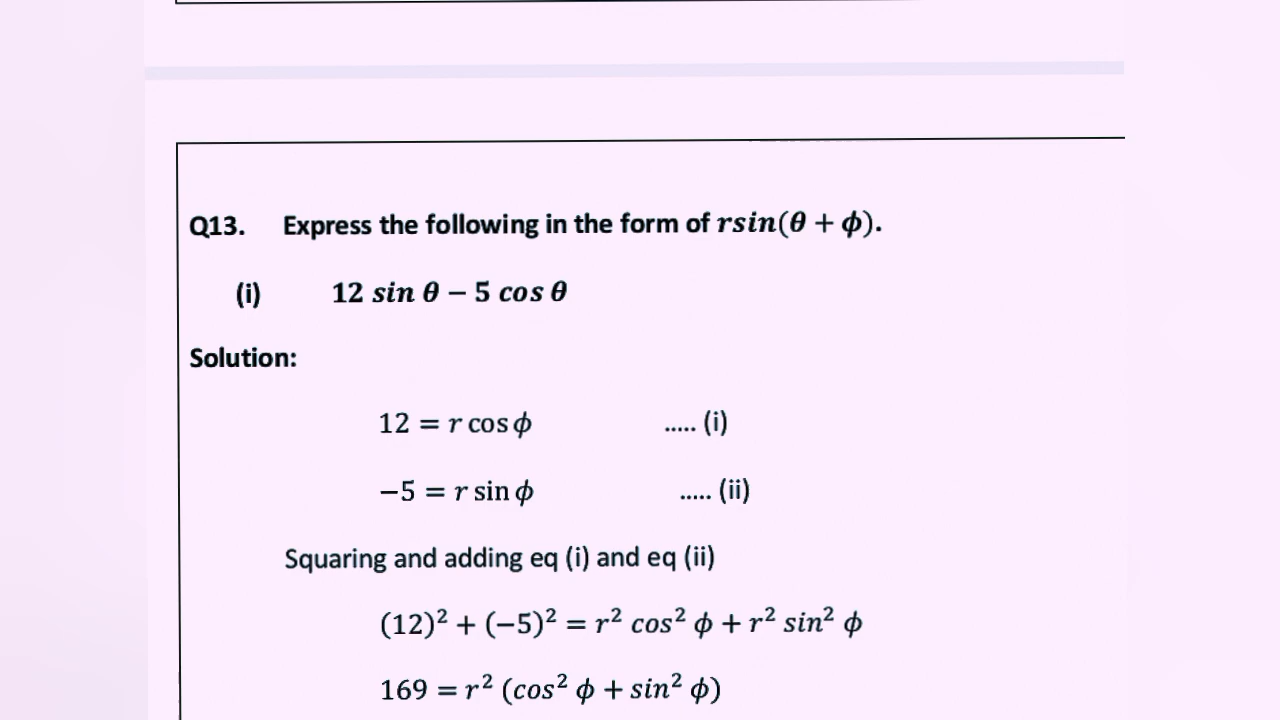 Q13. Express the following in the form of rsin(θ + ϕ).
(i) 12 sin θ − 5 cos θ
Solution:
12 = r cos ϕ ..... (i)
−5 = r sin ϕ ..... (ii)
Squaring and adding eq (i) and eq (ii)
(12)² + (−5)² = r² cos² ϕ + r² sin² ϕ
169 = r² (cos² ϕ + sin² ϕ)